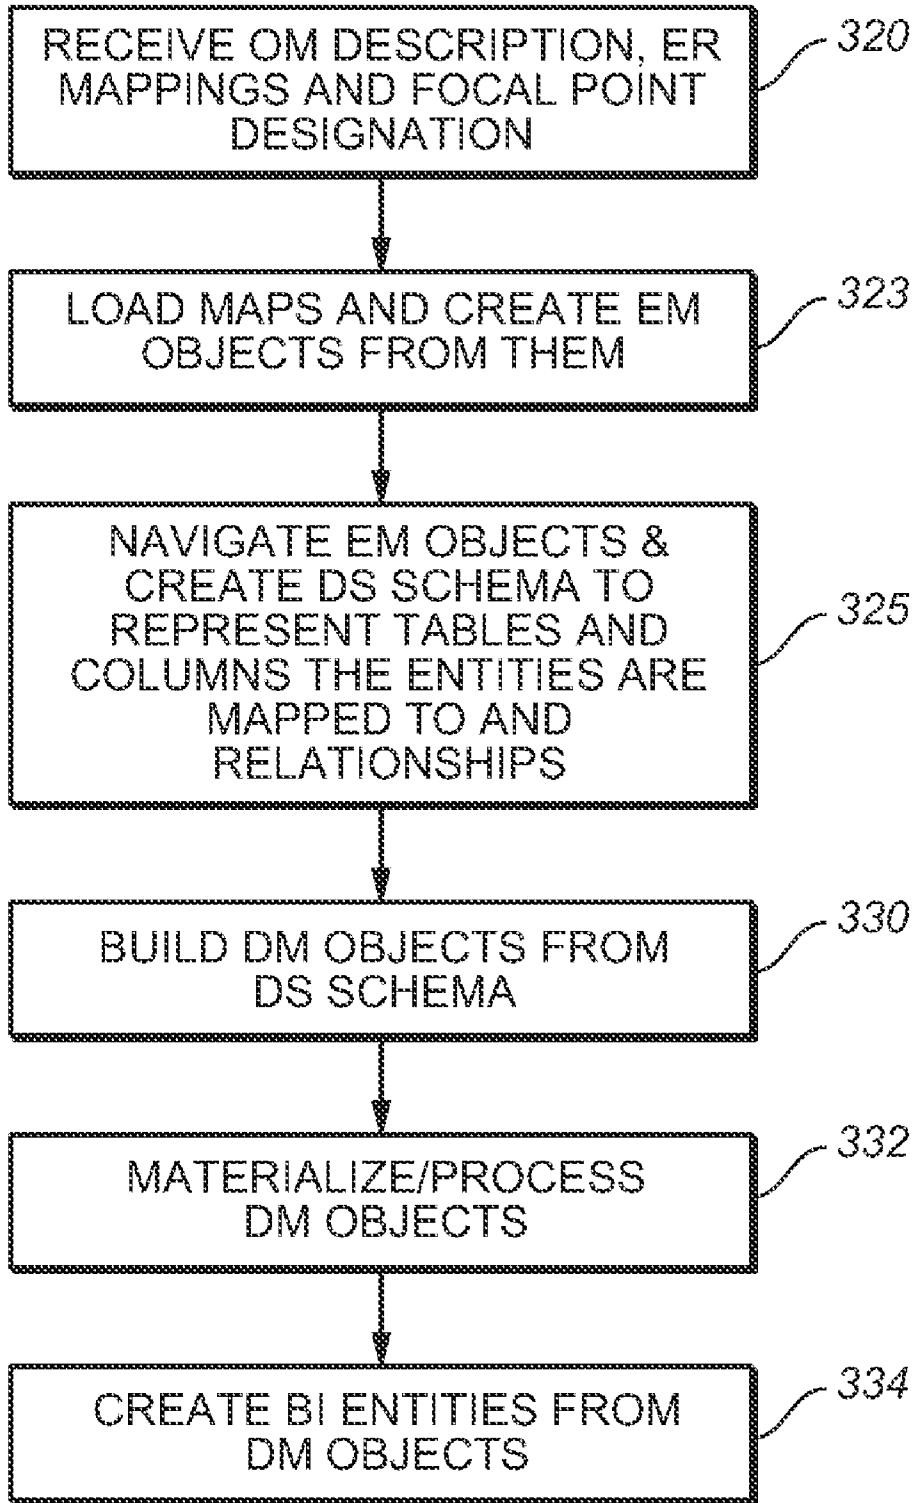 RECEIVE OM DESCRIPTION, ER
MAPPINGS AND FOCAL POINT
DESIGNATION
320
LOAD MAPS AND CREATE EM
OBJECTS FROM THEM
323
NAVIGATE EM OBJECTS &
CREATE DS SCHEMA TO
REPRESENT TABLES AND
COLUMNS THE ENTITIES ARE
MAPPED TO AND
RELATIONSHIPS
325
BUILD DM OBJECTS FROM
DS SCHEMA
330
MATERIALIZE/PROCESS
DM OBJECTS
332
CREATE BI ENTITIES FROM
DM OBJECTS
334